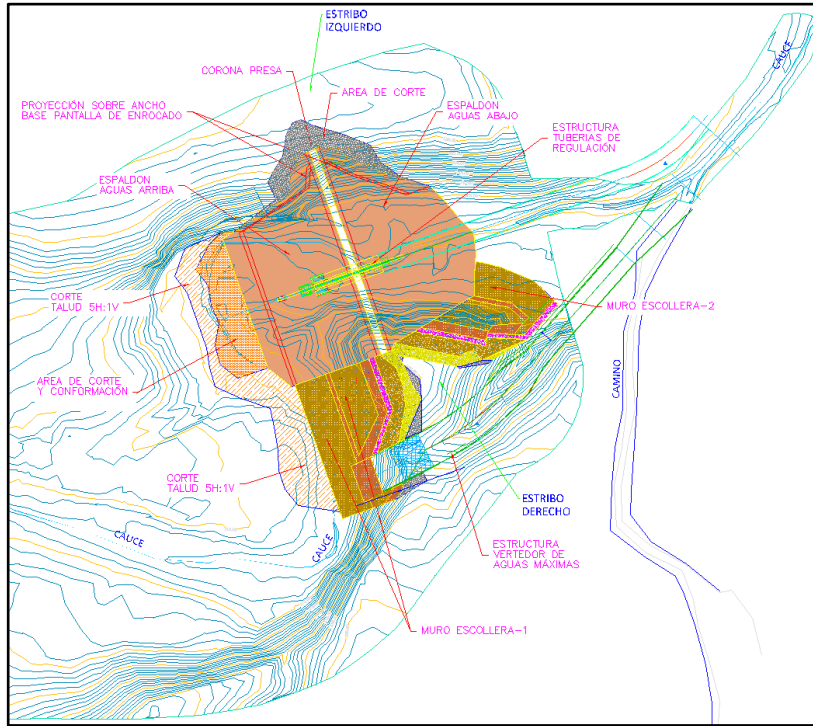 ESTRIBO
IZQUIERDO
CAUCE
CORONA PRESA
AREA DE CORTE
PROYECCIÓN SOBRE ANCHO
BASE PANTALLA DE ENROCADO
ESPALDON
AGUAS ABAJO
ESTRUCTURA
TUBERIAS DE
REGULACIÓN
ESPALDON
AGUAS ARRIBA
CORTE
TALUD 5H:1V
MURO ESCOLLERA-2
AREA DE CORTE
Y CONFORMACIÓN
CAMINO
CORTE
TALUD 5H:1V
ESTRIBO
DERECHO
CAUCE
CAUCE
ESTRUCTURA
VERTEDOR DE
AGUAS MÁXIMAS
MURO ESCOLLERA-1